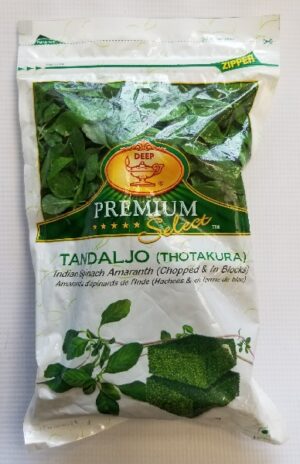 ZIPPER
DEEP
PREMIUM
Select™
TANDALJO (THOTAKURA)
Indian Spinach Amaranth (Chopped & In Blocks)
Amarante d'épinards de l'Inde (Hachées & en forme de bloc)